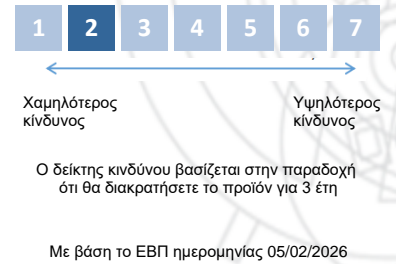 1 2 3 4 5 6 7
Χαμηλότερος Υψηλότερος
κίνδυνος κίνδυνος
Ο δείκτης κινδύνου βασίζεται στην παραδοχή
ότι θα διακρατήσετε το προϊόν για 3 έτη
Με βάση το ΕΒΠ ημερομηνίας 05/02/2026